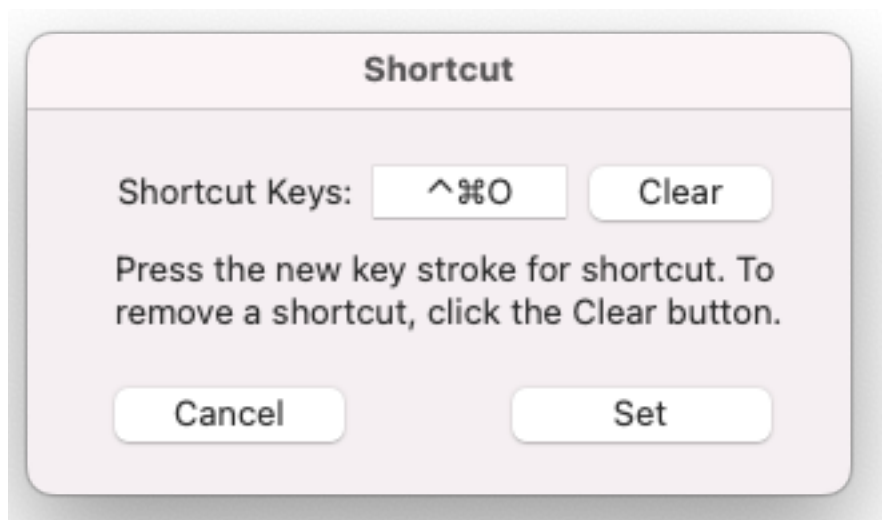 Shortcut
Shortcut Keys: ^⌘O Clear
Press the new key stroke for shortcut. To
remove a shortcut, click the Clear button.
Cancel Set